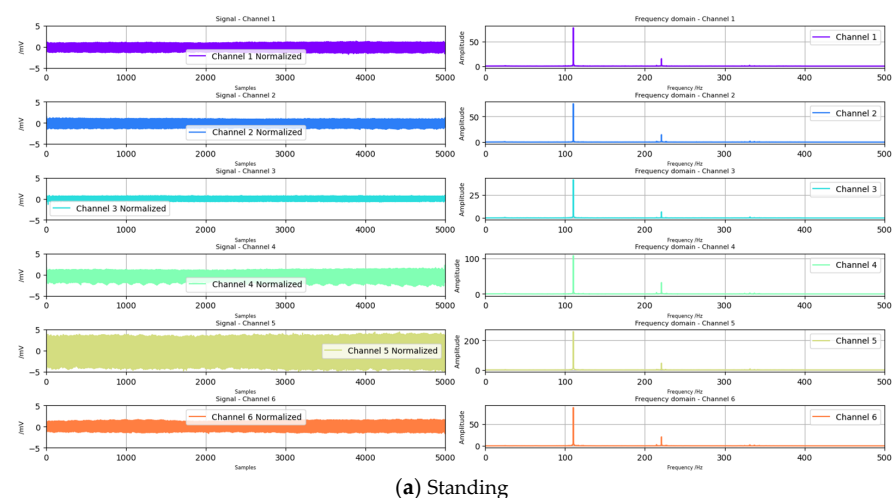 Signal - Channel 1
Frequency domain - Channel 1
/mV
5
0
−5
Channel 1 Normalized
0 1000 2000 3000 4000 5000
Samples
Amplitude
50
0
Channel 1
0 100 200 300 400 500
Frequency /Hz
Signal - Channel 2
Frequency domain - Channel 2
/mV
5
0
−5
Channel 2 Normalized
0 1000 2000 3000 4000 5000
Samples
Amplitude
50
0
Channel 2
0 100 200 300 400 500
Frequency /Hz
Signal - Channel 3
Frequency domain - Channel 3
/mV
5
0
−5
Channel 3 Normalized
0 1000 2000 3000 4000 5000
Samples
Amplitude
25
0
Channel 3
0 100 200 300 400 500
Frequency /Hz
Signal - Channel 4
Frequency domain - Channel 4
/mV
5
0
−5
Channel 4 Normalized
0 1000 2000 3000 4000 5000
Samples
Amplitude
100
50
0
Channel 4
0 100 200 300 400 500
Frequency /Hz
Signal - Channel 5
Frequency domain - Channel 5
/mV
5
0
−5
Channel 5 Normalized
0 1000 2000 3000 4000 5000
Samples
Amplitude
200
0
Channel 5
0 100 200 300 400 500
Frequency /Hz
Signal - Channel 6
Frequency domain - Channel 6
/mV
5
0
−5
Channel 6 Normalized
0 1000 2000 3000 4000 5000
Samples
Amplitude
50
0
Channel 6
0 100 200 300 400 500
Frequency /Hz
(a) Standing